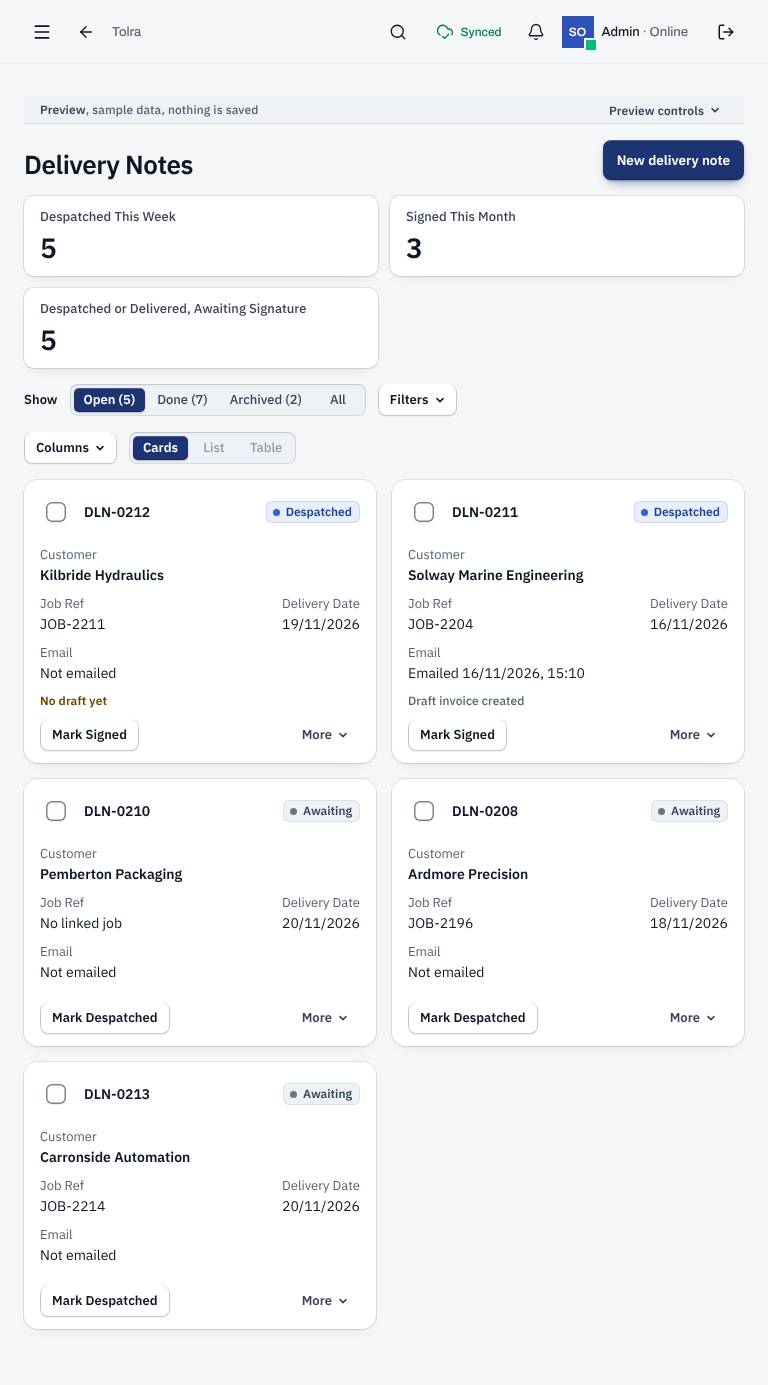 Tolra
Synced
SO
Admin · Online
Preview, sample data, nothing is saved
Preview controls
Delivery Notes
New delivery note
Despatched This Week
5
Signed This Month
3
Despatched or Delivered, Awaiting Signature
5
Show
Open (5)
Done (7)
Archived (2)
All
Filters
Columns
Cards
List
Table
DLN-0212
Despatched
Customer
Kilbride Hydraulics
Job Ref
Delivery Date
JOB-2211
19/11/2026
Email
Not emailed
No draft yet
Mark Signed
More
DLN-0211
Despatched
Customer
Solway Marine Engineering
Job Ref
Delivery Date
JOB-2204
16/11/2026
Email
Emailed 16/11/2026, 15:10
Draft invoice created
Mark Signed
More
DLN-0210
Awaiting
Customer
Pemberton Packaging
Job Ref
Delivery Date
No linked job
20/11/2026
Email
Not emailed
Mark Despatched
More
DLN-0208
Awaiting
Customer
Ardmore Precision
Job Ref
Delivery Date
JOB-2196
18/11/2026
Email
Not emailed
Mark Despatched
More
DLN-0213
Awaiting
Customer
Carronside Automation
Job Ref
Delivery Date
JOB-2214
20/11/2026
Email
Not emailed
Mark Despatched
More